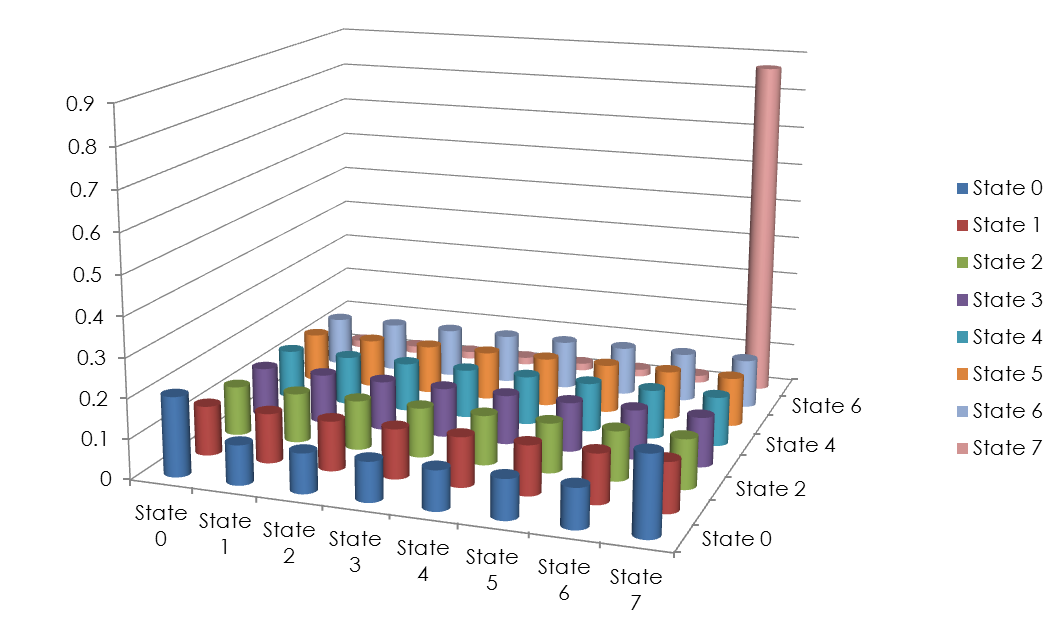 0.9
0.8
0.7
0.6
0.5
0.4
0.3
0.2
0.1
0
State
0
State
1
State
2
State
3
State
4
State
5
State
6
State
7
State 0
State 2
State 4
State 6
State 0
State 1
State 2
State 3
State 4
State 5
State 6
State 7